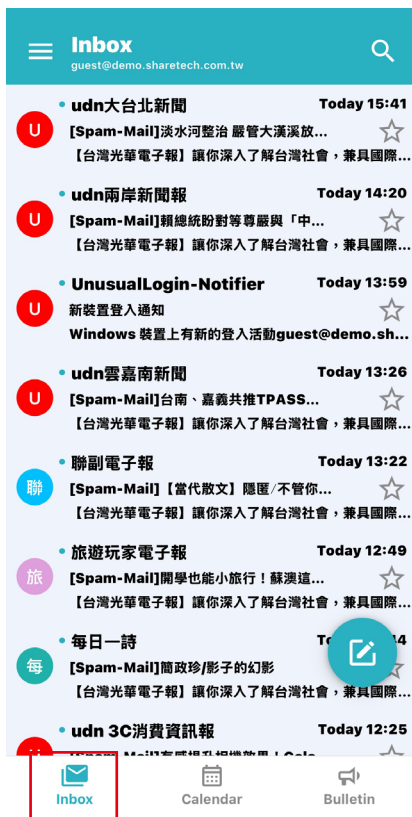 Inbox
guest@demo.sharetech.com.tw
udn大台北新聞 Today 15:41
U
[Spam-Mail]淡水河整治 嚴管大漢溪放...
【台灣光華電子報】讓你深入了解台灣社會，兼具國際...
udn兩岸新聞報 Today 14:20
U
[Spam-Mail]賴總統盼對等尊嚴與「中...
【台灣光華電子報】讓你深入了解台灣社會，兼具國際...
UnusualLogin-Notifier Today 13:59
U
新裝置登入通知
Windows 裝置上有新的登入活動guest@demo.sh...
udn雲嘉南新聞 Today 13:26
U
[Spam-Mail]台南、嘉義共推TPASS...
【台灣光華電子報】讓你深入了解台灣社會，兼具國際...
聯副電子報 Today 13:22
聯
[Spam-Mail]【當代散文】隱匿/不管你...
【台灣光華電子報】讓你深入了解台灣社會，兼具國際...
旅遊玩家電子報 Today 12:49
旅
[Spam-Mail]開學也能小旅行！蘇澳這...
【台灣光華電子報】讓你深入了解台灣社會，兼具國際...
每日一詩
每
[Spam-Mail]簡政珍/影子的幻影
【台灣光華電子報】讓你深入了解台灣社會，兼具國際...
udn 3C消費資訊報 Today 12:25
Inbox Calendar Bulletin